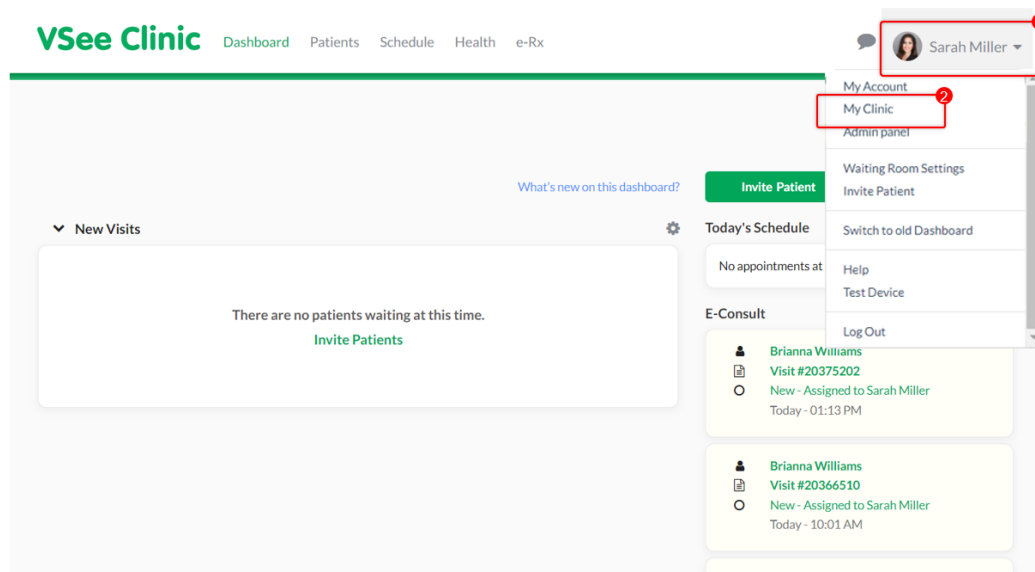 VSee Clinic Dashboard Patients Schedule Health e-Rx Sarah Miller
My Account
2
My Clinic
Admin panel
Waiting Room Settings
Invite Patient
Switch to old Dashboard
Help
Test Device
Log Out
What's new on this dashboard? Invite Patient
New Visits
There are no patients waiting at this time.
Invite Patients
Today's Schedule
No appointments at
E-Consult
Brianna Williams
Visit #20375202
New - Assigned to Sarah Miller
Today - 01:13 PM
Brianna Williams
Visit #20366510
New - Assigned to Sarah Miller
Today - 10:01 AM